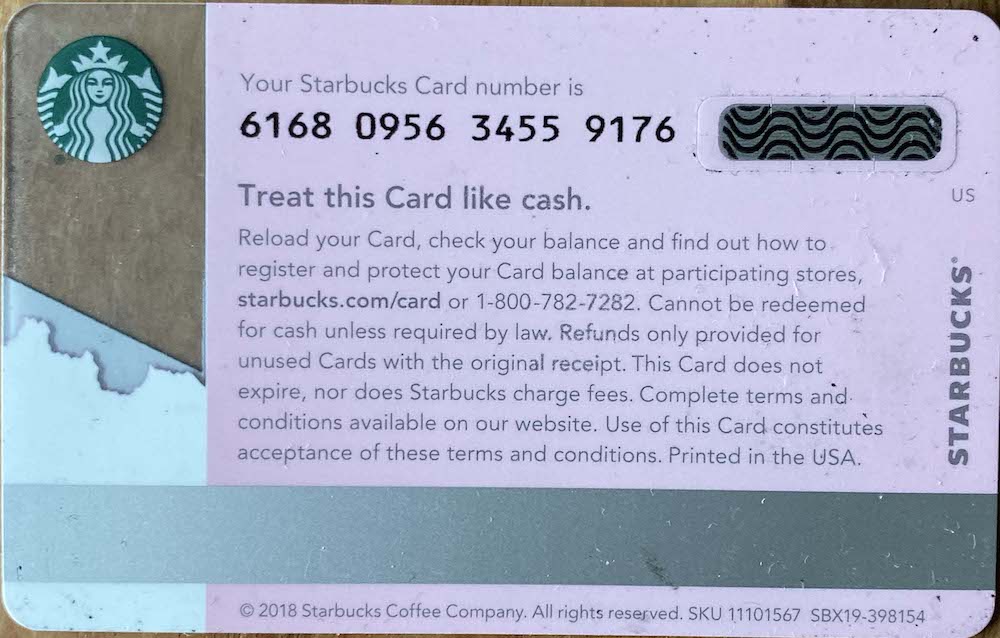 Your Starbucks Card number is
6168 0956 3455 9176
Treat this Card like cash.
US
Reload your Card, check your balance and find out how to
register and protect your Card balance at participating stores,
starbucks.com/card or 1-800-782-7282. Cannot be redeemed
for cash unless required by law. Refunds only provided for
unused Cards with the original receipt. This Card does not
expire, nor does Starbucks charge fees. Complete terms and
conditions available on our website. Use of this Card constitutes
acceptance of these terms and conditions. Printed in the USA.
STARBUCKS®
© 2018 Starbucks Coffee Company. All rights reserved. SKU 11101567 SBX19-398154